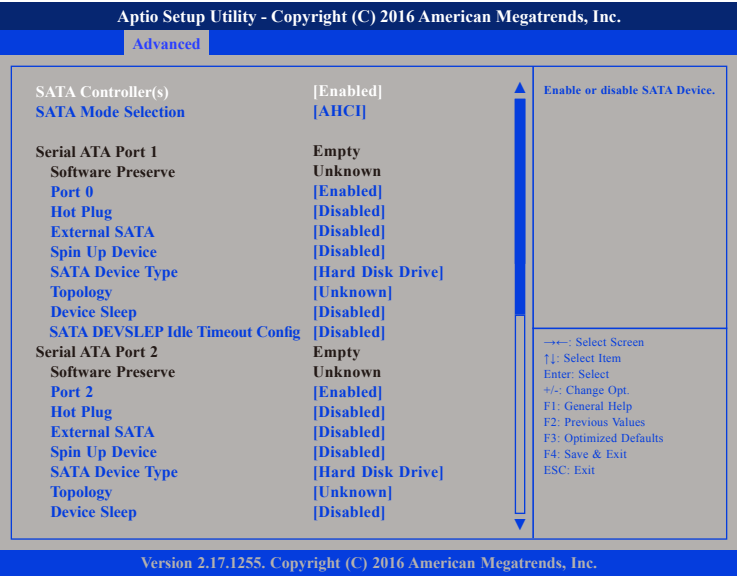 Aptio Setup Utility - Copyright (C) 2016 American Megatrends, Inc.
Advanced
SATA Controller(s) [Enabled]
SATA Mode Selection [AHCI]
Serial ATA Port 1 Empty
Software Preserve Unknown
Port 0 [Enabled]
Hot Plug [Disabled]
External SATA [Disabled]
Spin Up Device [Disabled]
SATA Device Type [Hard Disk Drive]
Topology [Unknown]
Device Sleep [Disabled]
SATA DEVSLEP Idle Timeout Config [Disabled]
Serial ATA Port 2 Empty
Software Preserve Unknown
Port 2 [Enabled]
Hot Plug [Disabled]
External SATA [Disabled]
Spin Up Device [Disabled]
SATA Device Type [Hard Disk Drive]
Topology [Unknown]
Device Sleep [Disabled]
Enable or disable SATA Device.
→←: Select Screen
↑↓: Select Item
Enter: Select
+/-: Change Opt.
F1: General Help
F2: Previous Values
F3: Optimized Defaults
F4: Save & Exit
ESC: Exit
Version 2.17.1255. Copyright (C) 2016 American Megatrends, Inc.